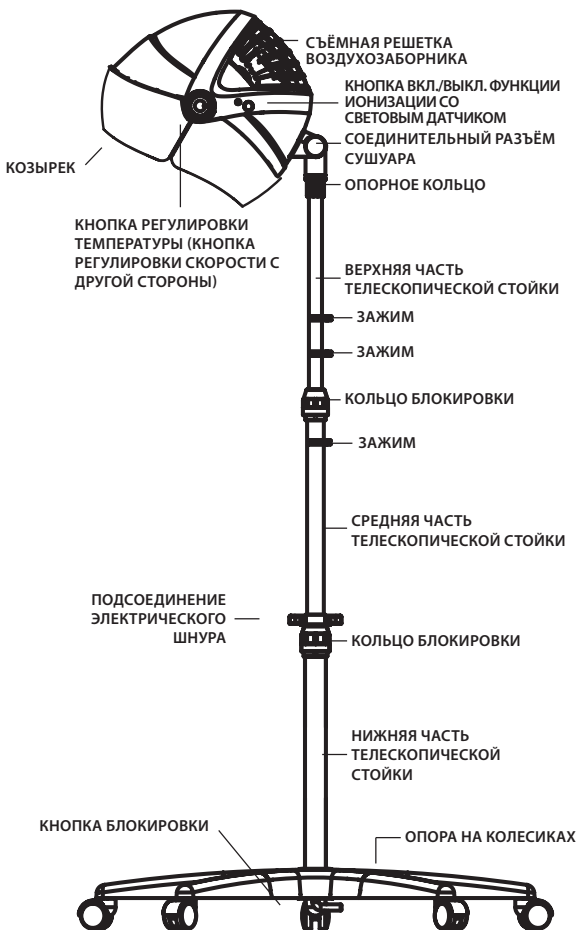 СЪЁМНАЯ РЕШЕТКА
ВОЗДУХОЗАБОРНИКА
КНОПКА ВКЛ./ВЫКЛ. ФУНКЦИИ
ИОНИЗАЦИИ СО
СВЕТОВЫМ ДАТЧИКОМ
СОЕДИНИТЕЛЬНЫЙ РАЗЪЁМ
СУШУАРА
КОЗЫРЕК
ОПОРНОЕ КОЛЬЦО
КНОПКА РЕГУЛИРОВКИ
ТЕМПЕРАТУРЫ (КНОПКА
РЕГУЛИРОВКИ СКОРОСТИ С
ДРУГОЙ СТОРОНЫ)
ВЕРХНЯЯ ЧАСТЬ
ТЕЛЕСКОПИЧЕСКОЙ СТОЙКИ
ЗАЖИМ
ЗАЖИМ
КОЛЬЦО БЛОКИРОВКИ
ЗАЖИМ
СРЕДНЯЯ ЧАСТЬ
ТЕЛЕСКОПИЧЕСКОЙ СТОЙКИ
ПОДСОЕДИНЕНИЕ
ЭЛЕКТРИЧЕСКОГО
ШНУРА
КОЛЬЦО БЛОКИРОВКИ
НИЖНЯЯ ЧАСТЬ
ТЕЛЕСКОПИЧЕСКОЙ
СТОЙКИ
КНОПКА БЛОКИРОВКИ
ОПОРА НА КОЛЕСИКАХ